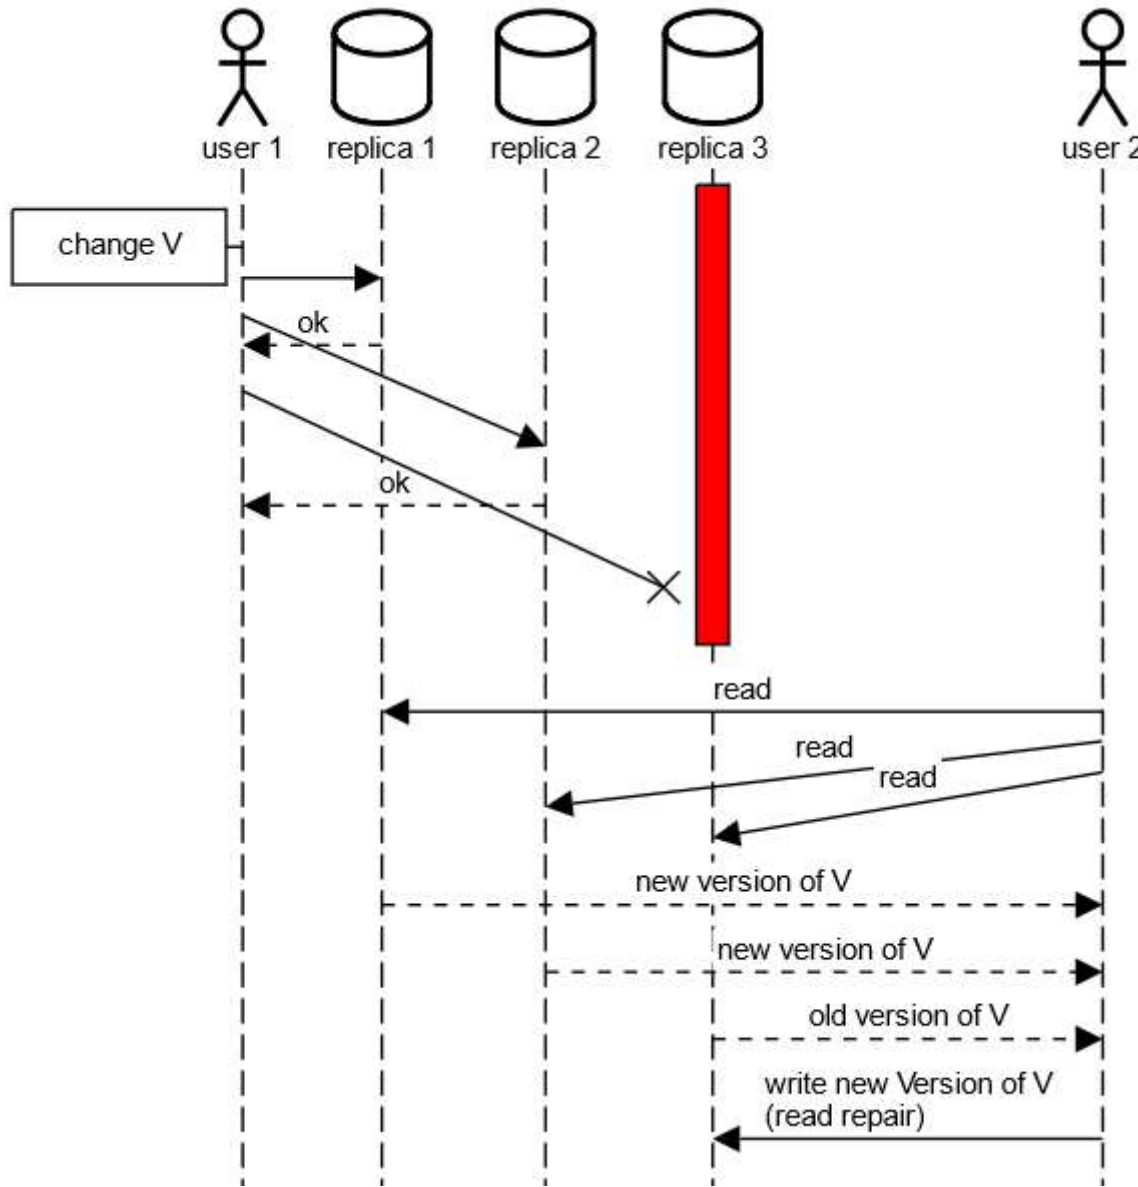 user 1
replica 1
replica 2
replica 3
user 2
change V
ok
ok
read
read
read
new version of V
new version of V
old version of V
write new Version of V
(read repair)